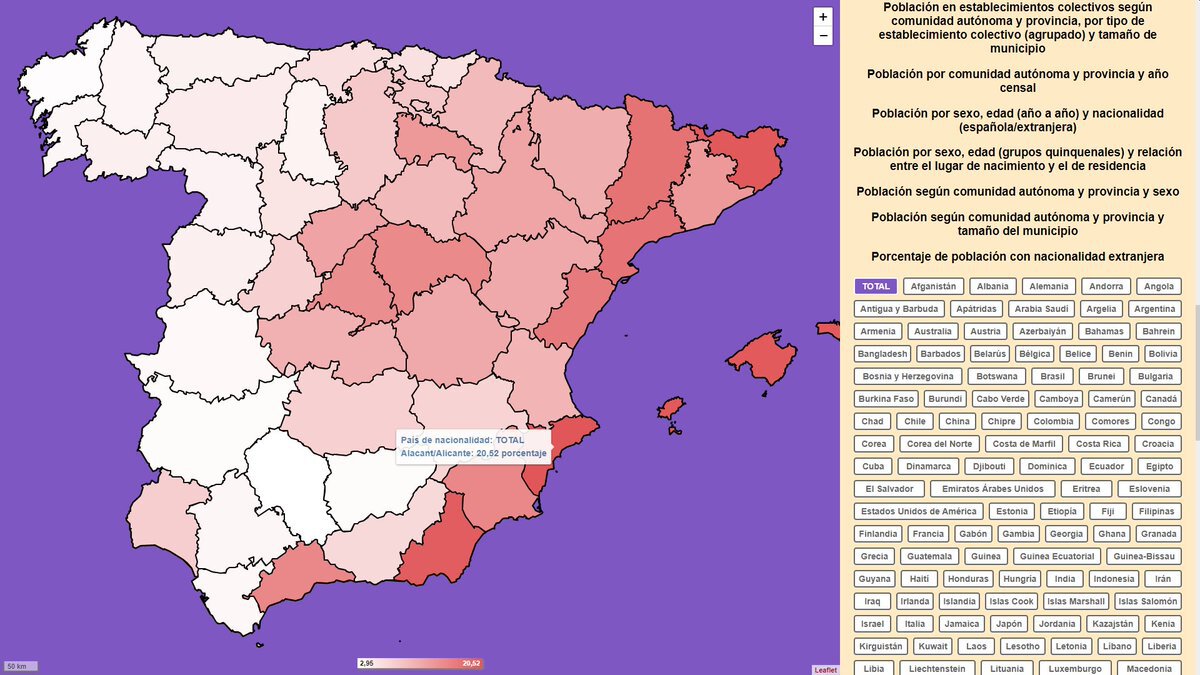 +
−
País de nacionalidad: TOTAL
Alacant/Alicante: 20,52 porcentaje
50 km
2,95 20,52
Leaflet
Población en establecimientos colectivos según
comunidad autónoma y provincia, por tipo de
establecimiento colectivo (agrupado) y tamaño de
municipio
Población por comunidad autónoma y provincia y año
censal
Población por sexo, edad (año a año) y nacionalidad
(española/extranjera)
Población por sexo, edad (grupos quinquenales) y relación
entre el lugar de nacimiento y el de residencia
Población según comunidad autónoma y provincia y sexo
Población según comunidad autónoma y provincia y
tamaño del municipio
Porcentaje de población con nacionalidad extranjera
TOTAL Afganistán Albania Alemania Andorra Angola
Antigua y Barbuda Apátridas Arabia Saudí Argelia Argentina
Armenia Australia Austria Azerbaiyán Bahamas Bahrein
Bangladesh Barbados Belarús Bélgica Belice Benin Bolivia
Bosnia y Herzegovina Botswana Brasil Brunei Bulgaria
Burkina Faso Burundi Cabo Verde Camboya Camerún Canadá
Chad Chile China Chipre Colombia Comores Congo
Corea Corea del Norte Costa de Marfil Costa Rica Croacia
Cuba Dinamarca Djibouti Dominica Ecuador Egipto
El Salvador Emiratos Árabes Unidos Eritrea Eslovenia
Estados Unidos de América Estonia Etiopía Fiji Filipinas
Finlandia Francia Gabón Gambia Georgia Ghana Granada
Grecia Guatemala Guinea Guinea Ecuatorial Guinea-Bissau
Guyana Haití Honduras Hungría India Indonesia Irán
Iraq Irlanda Islandia Islas Cook Islas Marshall Islas Salomón
Israel Italia Jamaica Japón Jordania Kazajstán Kenia
Kirguistán Kuwait Laos Lesotho Letonia Líbano Liberia
Libia Liechtenstein Lituania Luxemburgo Macedonia